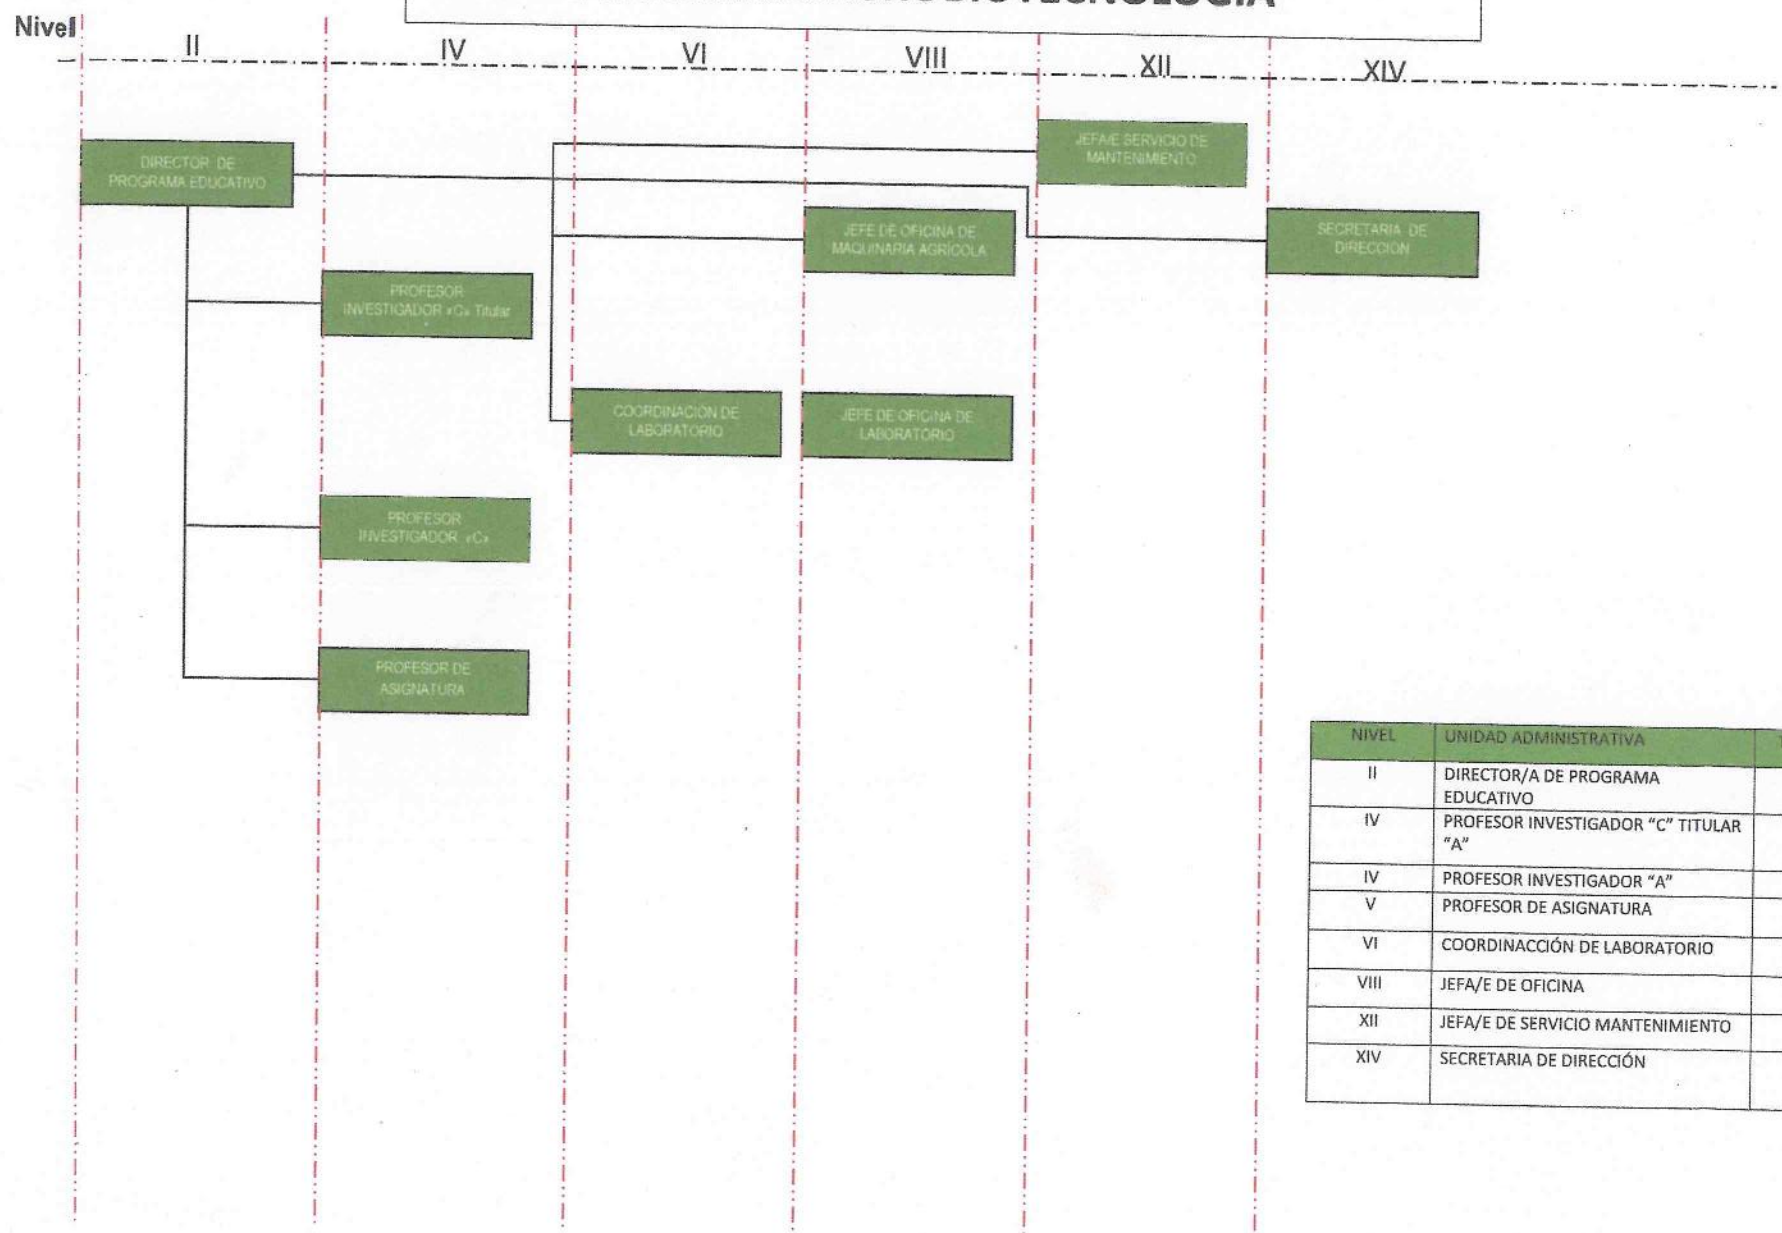 Nivel
II
IV
VI
VIII
XII
XIV
DIRECTOR DE
PROGRAMA EDUCATIVO
JEFA/E SERVICIO DE
MANTENIMIENTO
JEFE DE OFICINA DE
MAQUINARIA AGRÍCOLA
SECRETARIA DE
DIRECCION
PROFESOR
INVESTIGADOR «C» Titular
COORDINACIÓN DE
LABORATORIO
JEFE DE OFICINA DE
LABORATORIO
PROFESOR
INVESTIGADOR «C»
PROFESOR DE
ASIGNATURA
NIVEL UNIDAD ADMINISTRATIVA
II DIRECTOR/A DE PROGRAMA
EDUCATIVO
IV PROFESOR INVESTIGADOR "C" TITULAR
"A"
IV PROFESOR INVESTIGADOR "A"
V PROFESOR DE ASIGNATURA
VI COORDINACCIÓN DE LABORATORIO
VIII JEFA/E DE OFICINA
XII JEFA/E DE SERVICIO MANTENIMIENTO
XIV SECRETARIA DE DIRECCIÓN